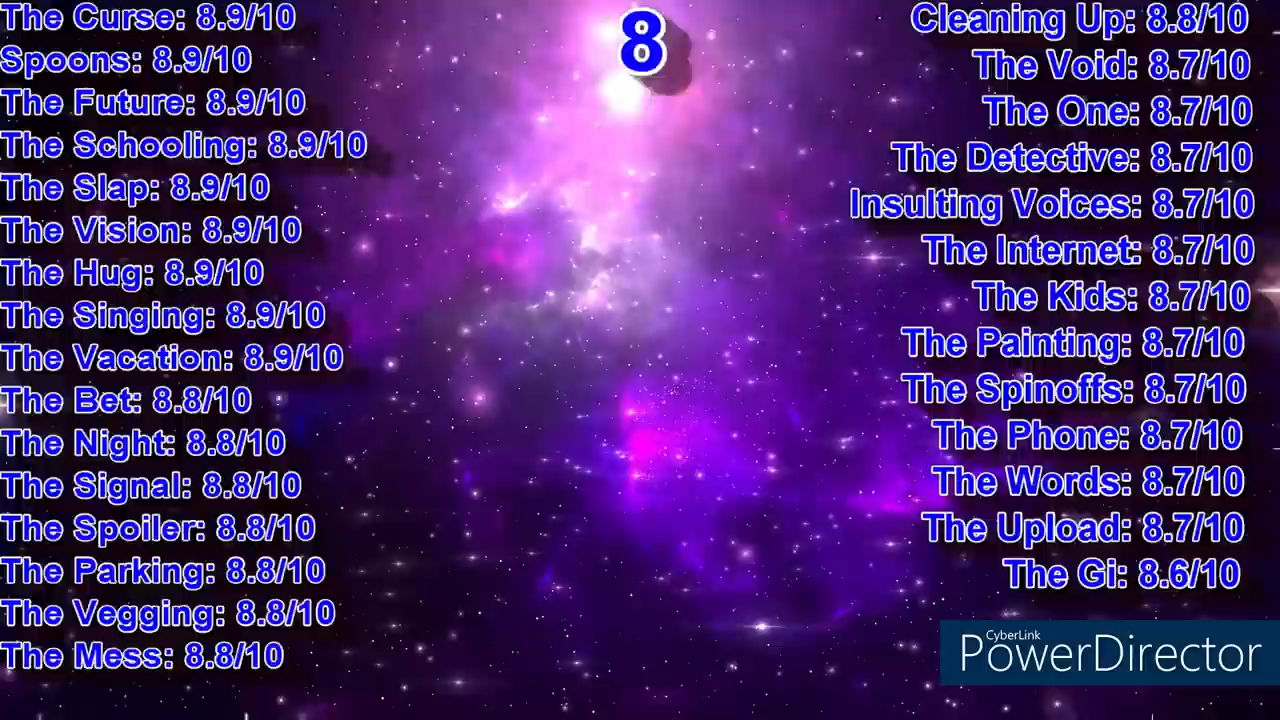 8
The Curse: 8.9/10
Spoons: 8.9/10
The Future: 8.9/10
The Schooling: 8.9/10
The Slap: 8.9/10
The Vision: 8.9/10
The Hug: 8.9/10
The Singing: 8.9/10
The Vacation: 8.9/10
The Bet: 8.8/10
The Night: 8.8/10
The Signal: 8.8/10
The Spoiler: 8.8/10
The Parking: 8.8/10
The Vegging: 8.8/10
The Mess: 8.8/10
Cleaning Up: 8.8/10
The Void: 8.7/10
The One: 8.7/10
The Detective: 8.7/10
Insulting Voices: 8.7/10
The Internet: 8.7/10
The Kids: 8.7/10
The Painting: 8.7/10
The Spinoffs: 8.7/10
The Phone: 8.7/10
The Words: 8.7/10
The Upload: 8.7/10
The Gi: 8.6/10
CyberLink
PowerDirector